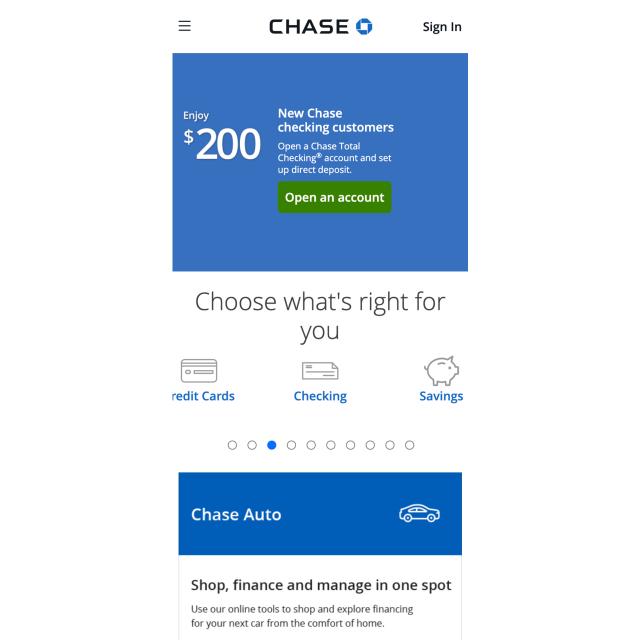 CHASE
Sign In
Enjoy
$200
New Chase
checking customers
Open a Chase Total
Checking® account and set
up direct deposit.
Open an account
Choose what's right for
you
redit Cards
Checking
Savings
Chase Auto
Shop, finance and manage in one spot
Use our online tools to shop and explore financing
for your next car from the comfort of home.